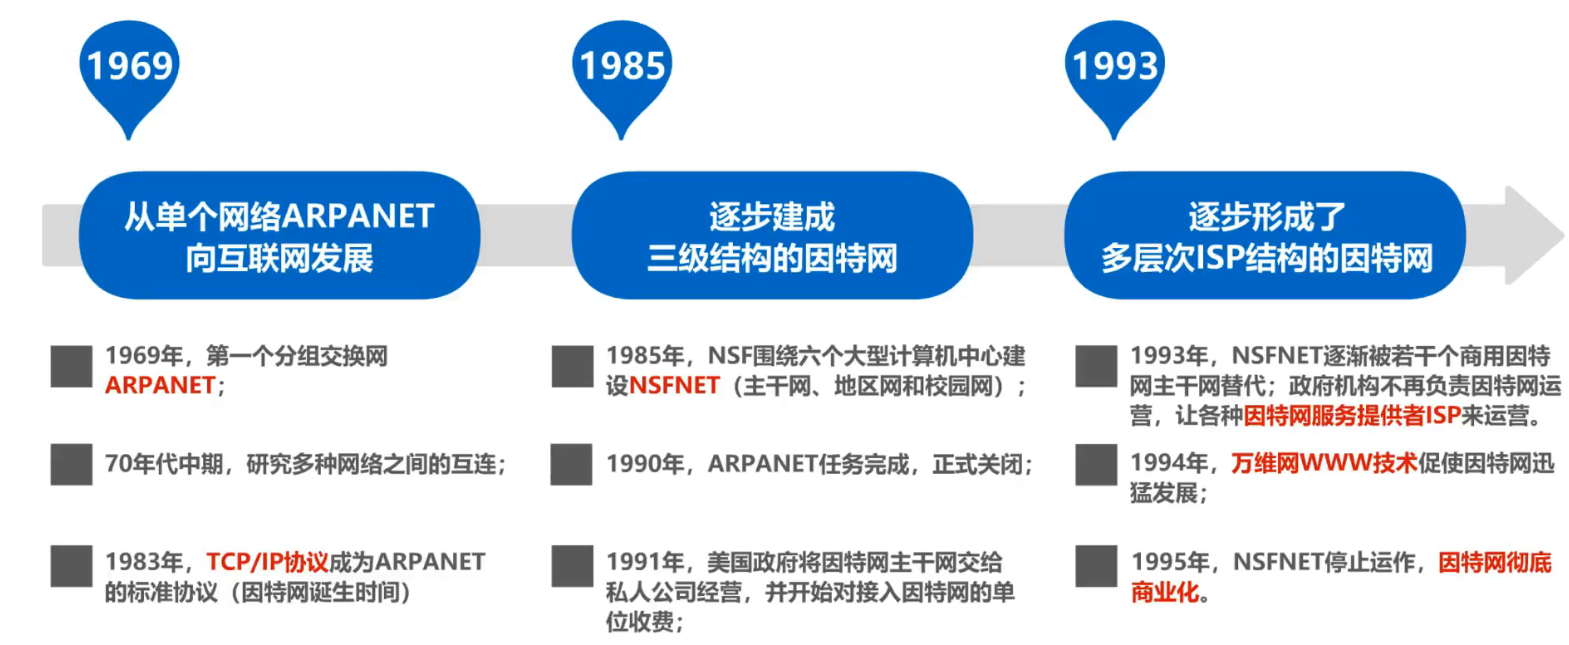 1969
从单个网络ARPANET
向互联网发展
1969年，第一个分组交换网
ARPANET；
70年代中期，研究多种网络之间的互连；
1983年，TCP/IP协议成为ARPANET
的标准协议（因特网诞生时间）
1985
逐步建成
三级结构的因特网
1985年，NSF围绕六个大型计算机中心建
设NSFNET（主干网、地区网和校园网）；
1990年，ARPANET任务完成，正式关闭；
1991年，美国政府将因特网主干网交给
私人公司经营，并开始对接入因特网的单
位收费；
1993
逐步形成了
多层次ISP结构的因特网
1993年，NSFNET逐渐被若干个商用因特
网主干网替代；政府机构不再负责因特网运
营，让各种因特网服务提供者ISP来运营。
1994年，万维网WWW技术促使因特网迅
猛发展；
1995年，NSFNET停止运作，因特网彻底
商业化。